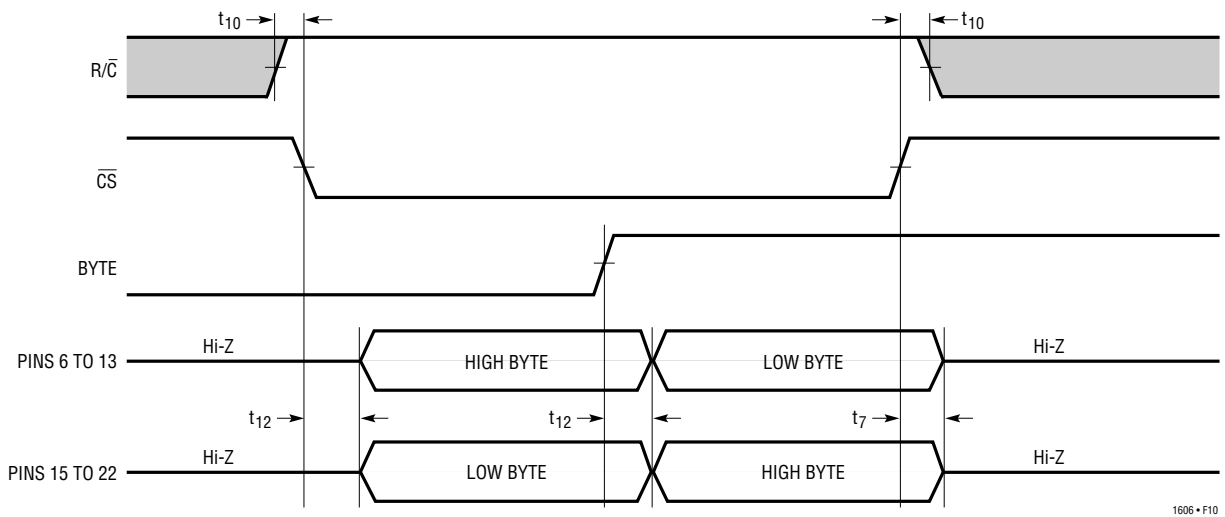 t10 t10
R/C̅
C̅S̅
BYTE
PINS 6 TO 13 Hi-Z HIGH BYTE LOW BYTE Hi-Z
t12 t12 t7
PINS 15 TO 22 Hi-Z LOW BYTE HIGH BYTE Hi-Z
1606 • F10